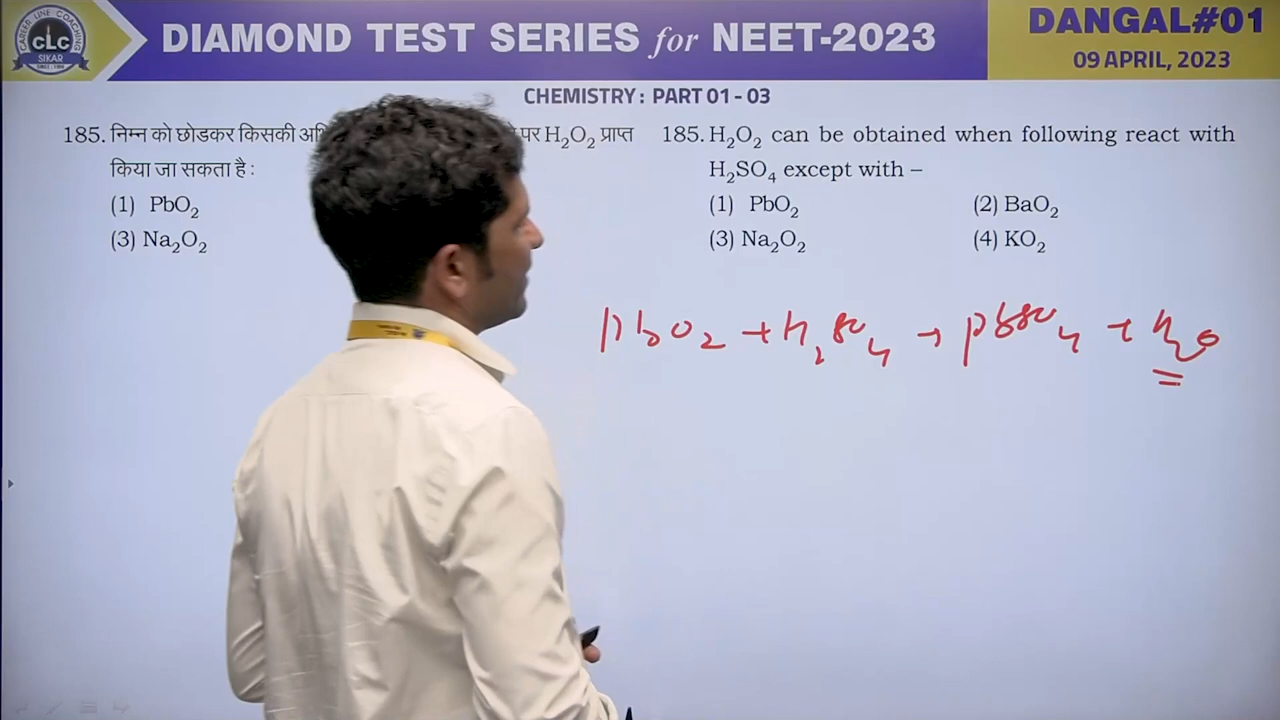 CAREER LINE COACHING
CLC
SIKAR
DIAMOND TEST SERIES for NEET-2023
DANGAL#01
09 APRIL, 2023
CHEMISTRY : PART 01 - 03
185. निम्न को छोडकर किसकी पर H₂O₂ प्राप्त
किया जा सकता है :
(1) PbO₂
(3) Na₂O₂
185. H₂O₂ can be obtained when following react with
H₂SO₄ except with –
(1) PbO₂ (2) BaO₂
(3) Na₂O₂ (4) KO₂
PbO₂ + H₂SO₄ → PbSO₄ + H₂O